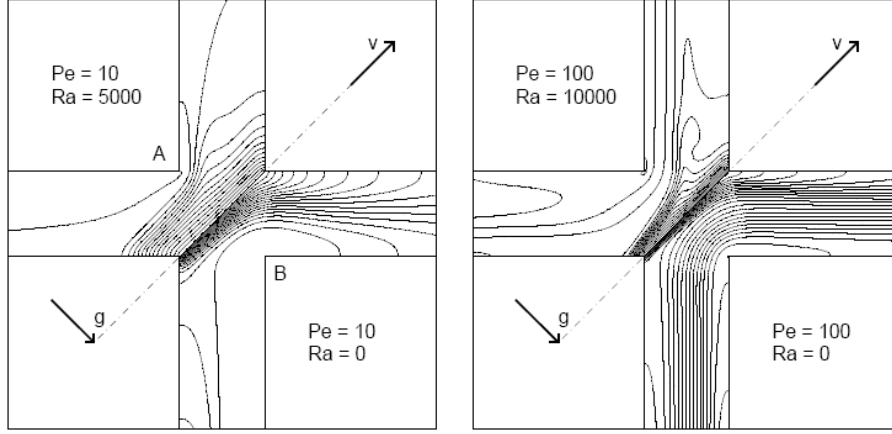 v
Pe = 10
Ra = 5000
A
g
B
Pe = 10
Ra = 0
v
Pe = 100
Ra = 10000
g
Pe = 100
Ra = 0